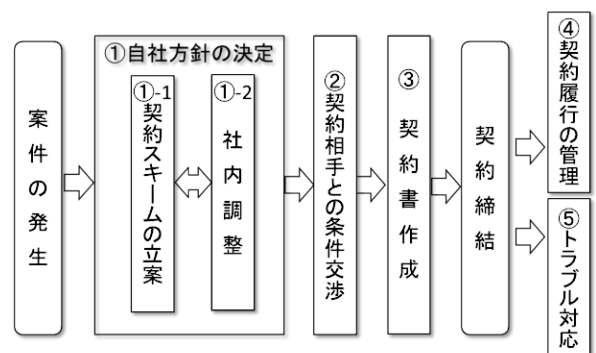 案件の発生
①自社方針の決定
①-1
契約スキームの立案
①-2
社内調整
②契約相手との条件交渉
③契約書作成
契約締結
④契約履行の管理
⑤トラブル対応